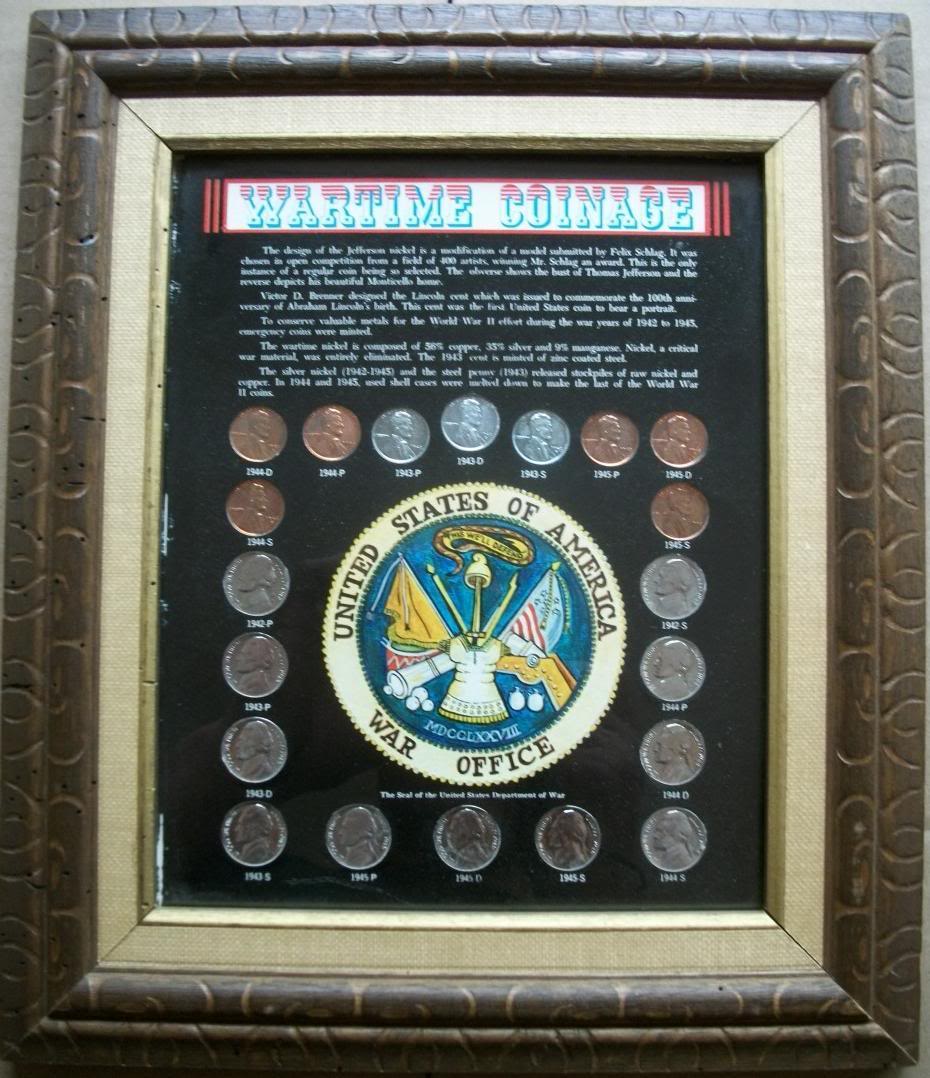 WARTIME COINAGE
The design of the Jefferson nickel is a modification of a model submitted by Felix Schlag. It was
chosen in open competition from a field of 400 artists, winning Mr. Schlag an award. This is the only
instance of a regular coin being so selected. The obverse shows the bust of Thomas Jefferson and the
reverse depicts his beautiful Monticello home.
Victor D. Brenner designed the Lincoln cent which was issued to commemorate the 100th anni-
versary of Abraham Lincoln's birth. This cent was the first United States coin to bear a portrait.
To conserve valuable metals for the World War II effort during the war years of 1942 to 1945,
emergency coins were minted.
The wartime nickel is composed of 56% copper, 35% silver and 9% manganese. Nickel, a critical
war material, was entirely eliminated. The 1943 cent is minted of zinc coated steel.
The silver nickel (1942-1945) and the steel penny (1943) released stockpiles of raw nickel and
copper. In 1944 and 1945, used shell cases were melted down to make the last of the World War
II coins.
1944-D 1944-P 1943-P 1943-D 1943-S 1945-P 1945-D
1944-S 1945-S
UNITED STATES OF AMERICA
THIS WE'LL DEFEND
1942-P 1942 S
1943-P 1944 P
MDCCLXXVIII
WAR OFFICE
1943-D 1944 D
The Seal of the United States Department of War
1943-S 1945 P 1945 D 1945-S 1944 S